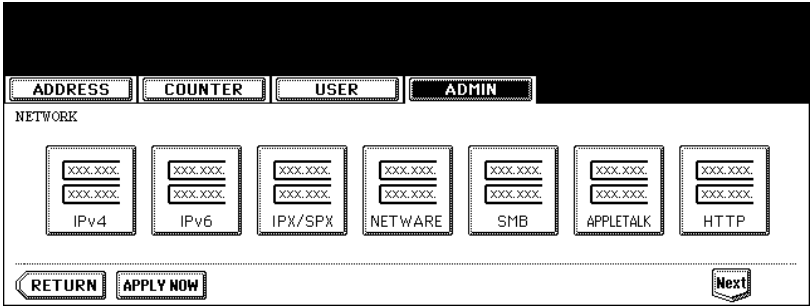 ADDRESS COUNTER USER ADMIN
NETWORK
XXX.XXX. XXX.XXX. XXX.XXX. XXX.XXX. XXX.XXX. XXX.XXX. XXX.XXX.
XXX.XXX. XXX.XXX. XXX.XXX. XXX.XXX. XXX.XXX. XXX.XXX. XXX.XXX.
IPv4 IPv6 IPX/SPX NETWARE SMB APPLETALK HTTP
RETURN APPLY NOW Next